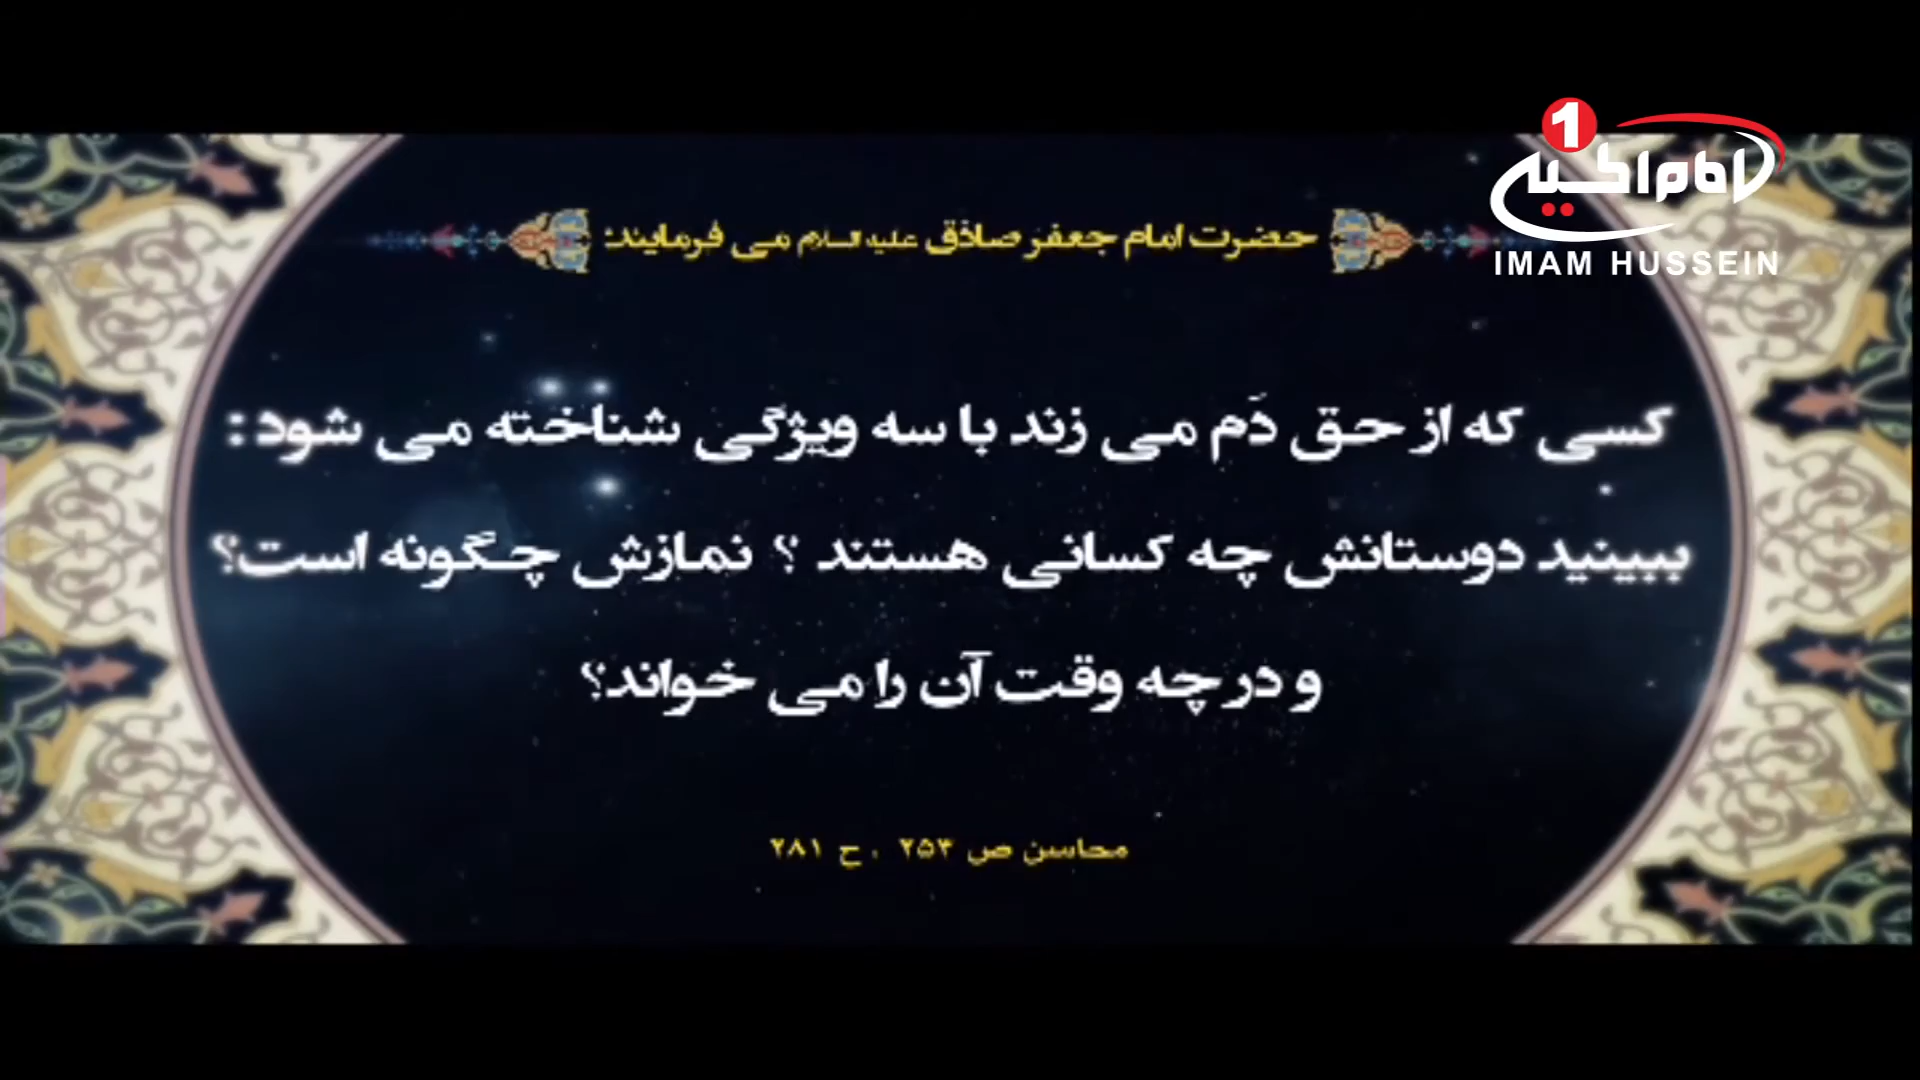 1
امام الحسین
IMAM HUSSEIN
حضرت امام جعفر صادق علیه السلام می فرمایند:
کسی که از حق دَم می زند با سه ویژگی شناخته می شود :
ببینید دوستانش چه کسانی هستند ؟ نمازش چگونه است؟
و در چه وقت آن را می خواند؟
محاسن ص ۲۵۳ ، ح ۲۸۱